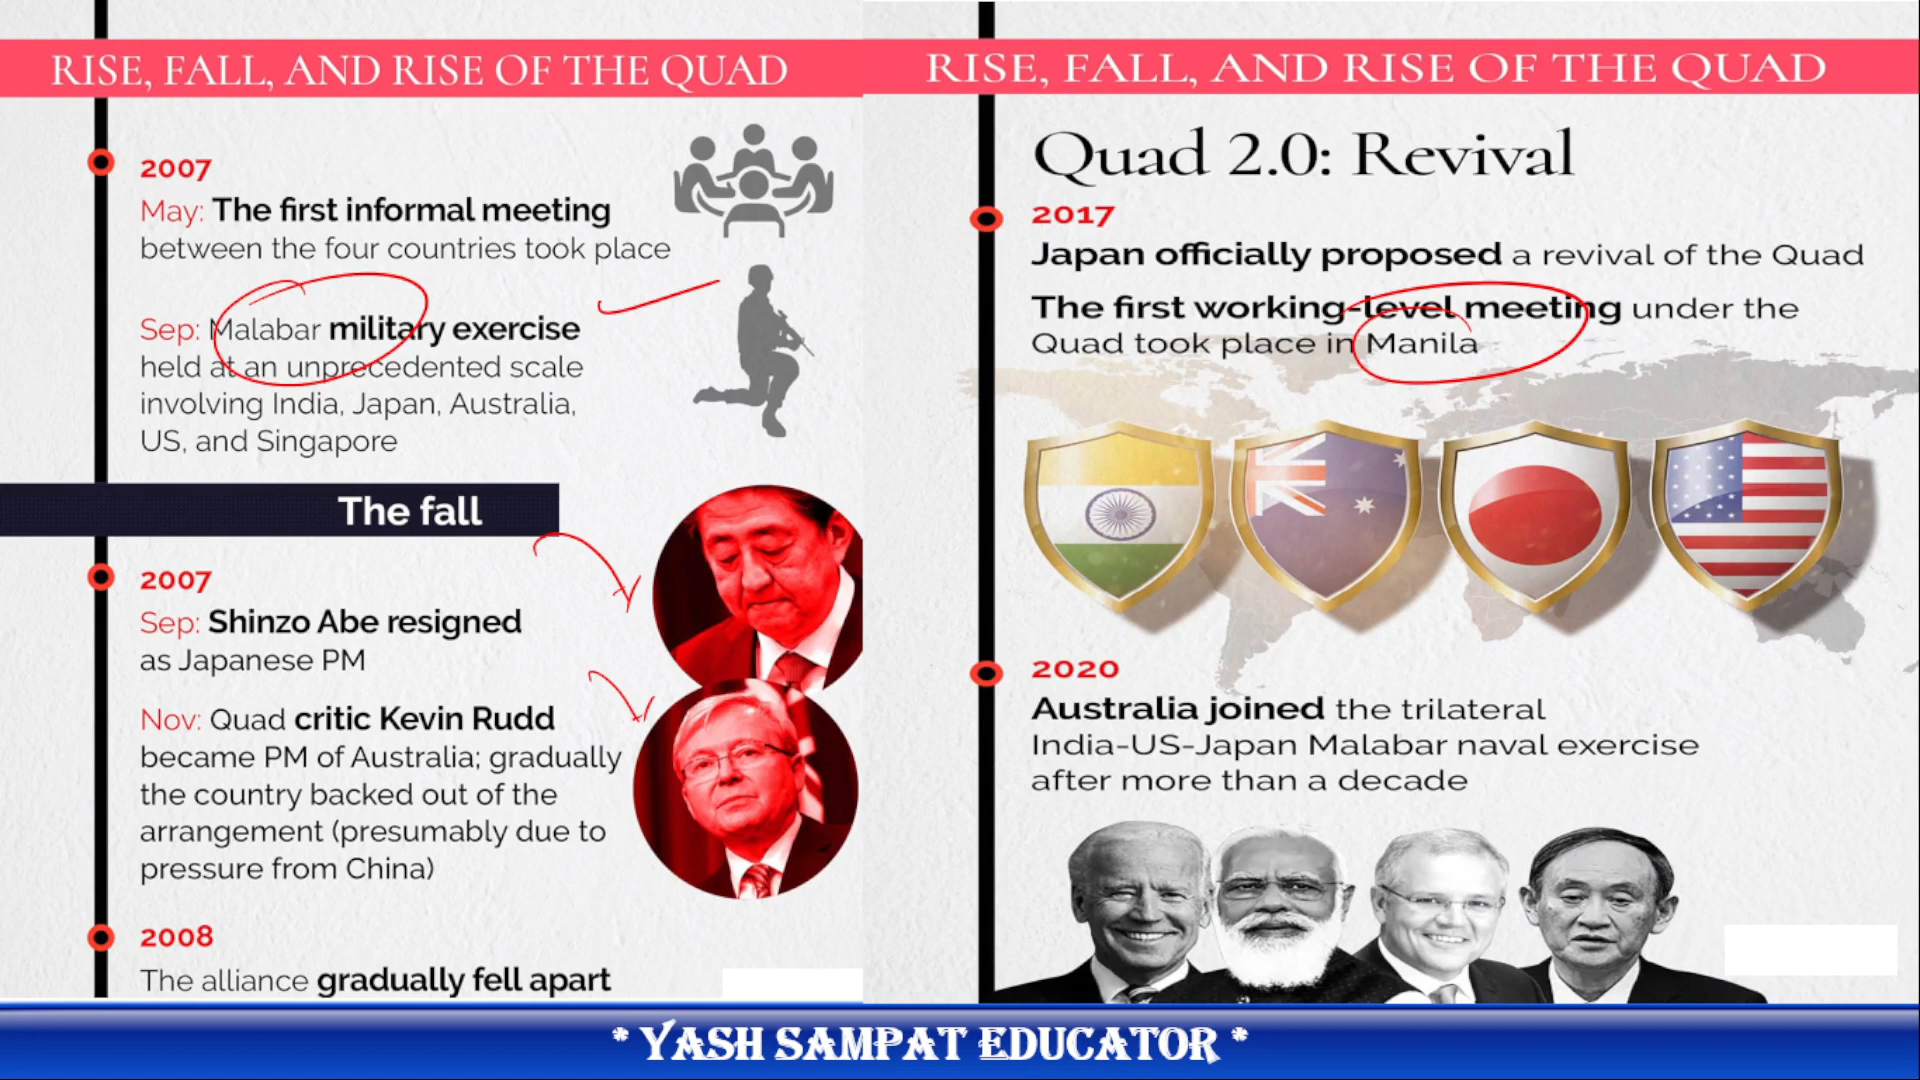 RISE, FALL, AND RISE OF THE QUAD
2007
May: The first informal meeting
between the four countries took place
Sep: Malabar military exercise
held at an unprecedented scale
involving India, Japan, Australia,
US, and Singapore
The fall
2007
Sep: Shinzo Abe resigned
as Japanese PM
Nov: Quad critic Kevin Rudd
became PM of Australia; gradually
the country backed out of the
arrangement (presumably due to
pressure from China)
2008
The alliance gradually fell apart
RISE, FALL, AND RISE OF THE QUAD
Quad 2.0: Revival
2017
Japan officially proposed a revival of the Quad
The first working-level meeting under the
Quad took place in Manila
2020
Australia joined the trilateral
India-US-Japan Malabar naval exercise
after more than a decade
* YASH SAMPAT EDUCATOR *